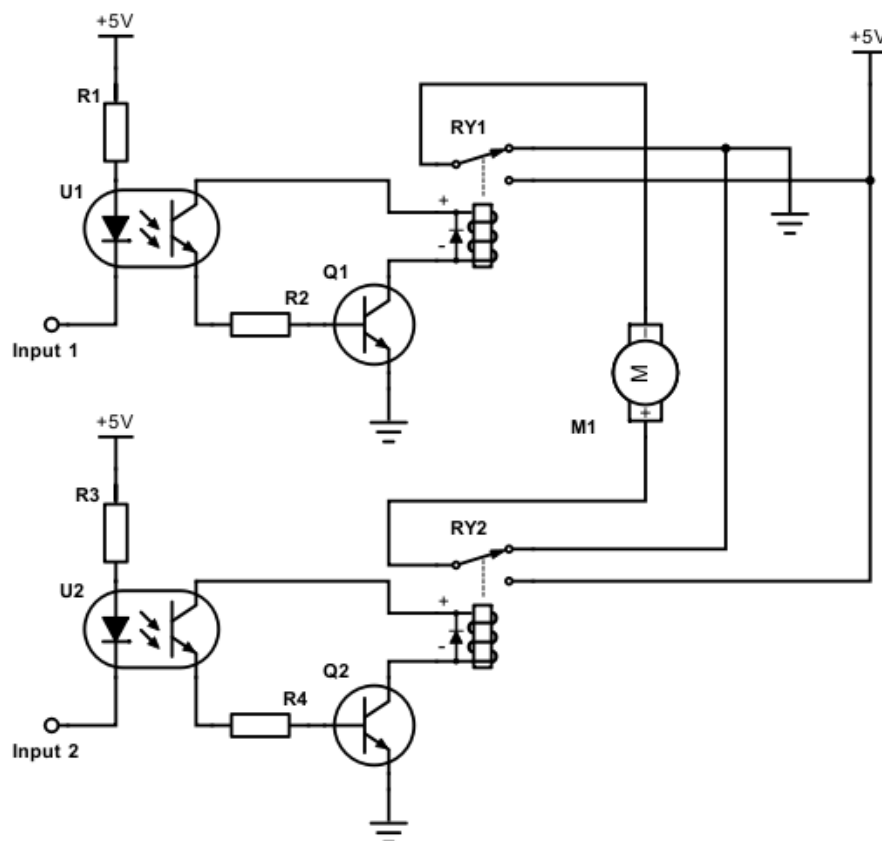 +5V
+5V
R1
RY1
U1
+
-
Q1
R2
Input 1
-
M
+
M1
+5V
R3
RY2
U2
+
-
Q2
R4
Input 2